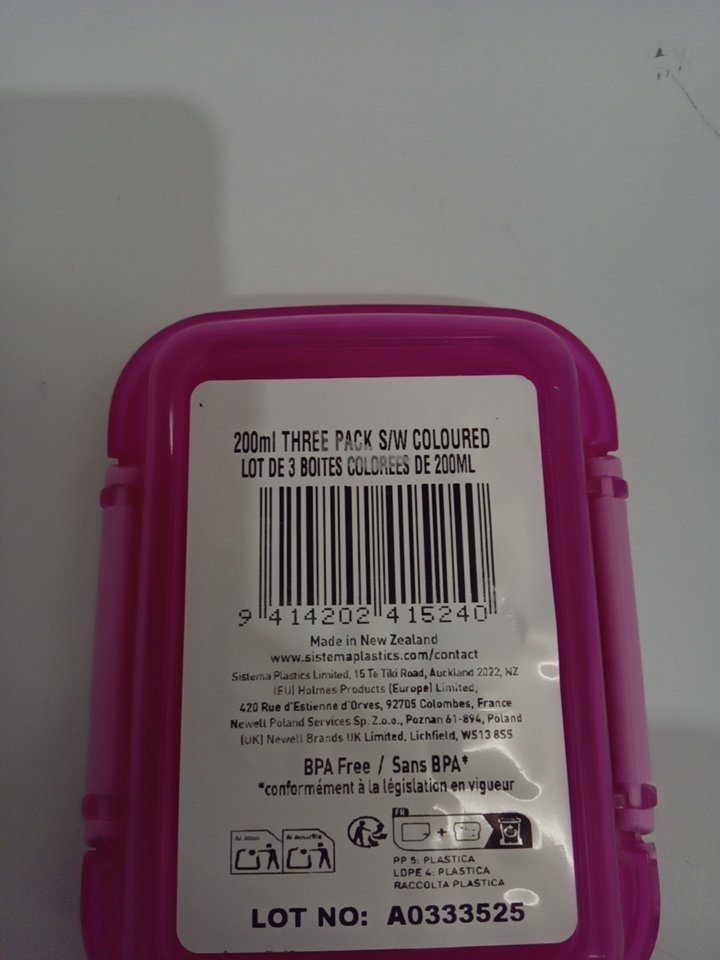 200ml THREE PACK S/W COLOURED
LOT DE 3 BOITES COLOREES DE 200ML
9 414202 415240
Made in New Zealand
www.sistemaplastics.com/contact
Sistema Plastics Limited, 15 Te Tiki Road, Auckland 2022, NZ
(EU) Holmes Products (Europe) Limited,
420 Rue d'Estienne d'Orves, 92705 Colombes, France
Newell Poland Services Sp. Z.o.o., Poznan 61-894, Poland
(UK) Newell Brands UK Limited, Lichfield, WS13 8SS
BPA Free / Sans BPA*
*conformément à la législation en vigueur
FR
PP 5: PLASTICA
LDPE 4: PLASTICA
RACCOLTA PLASTICA
LOT NO: A0333525